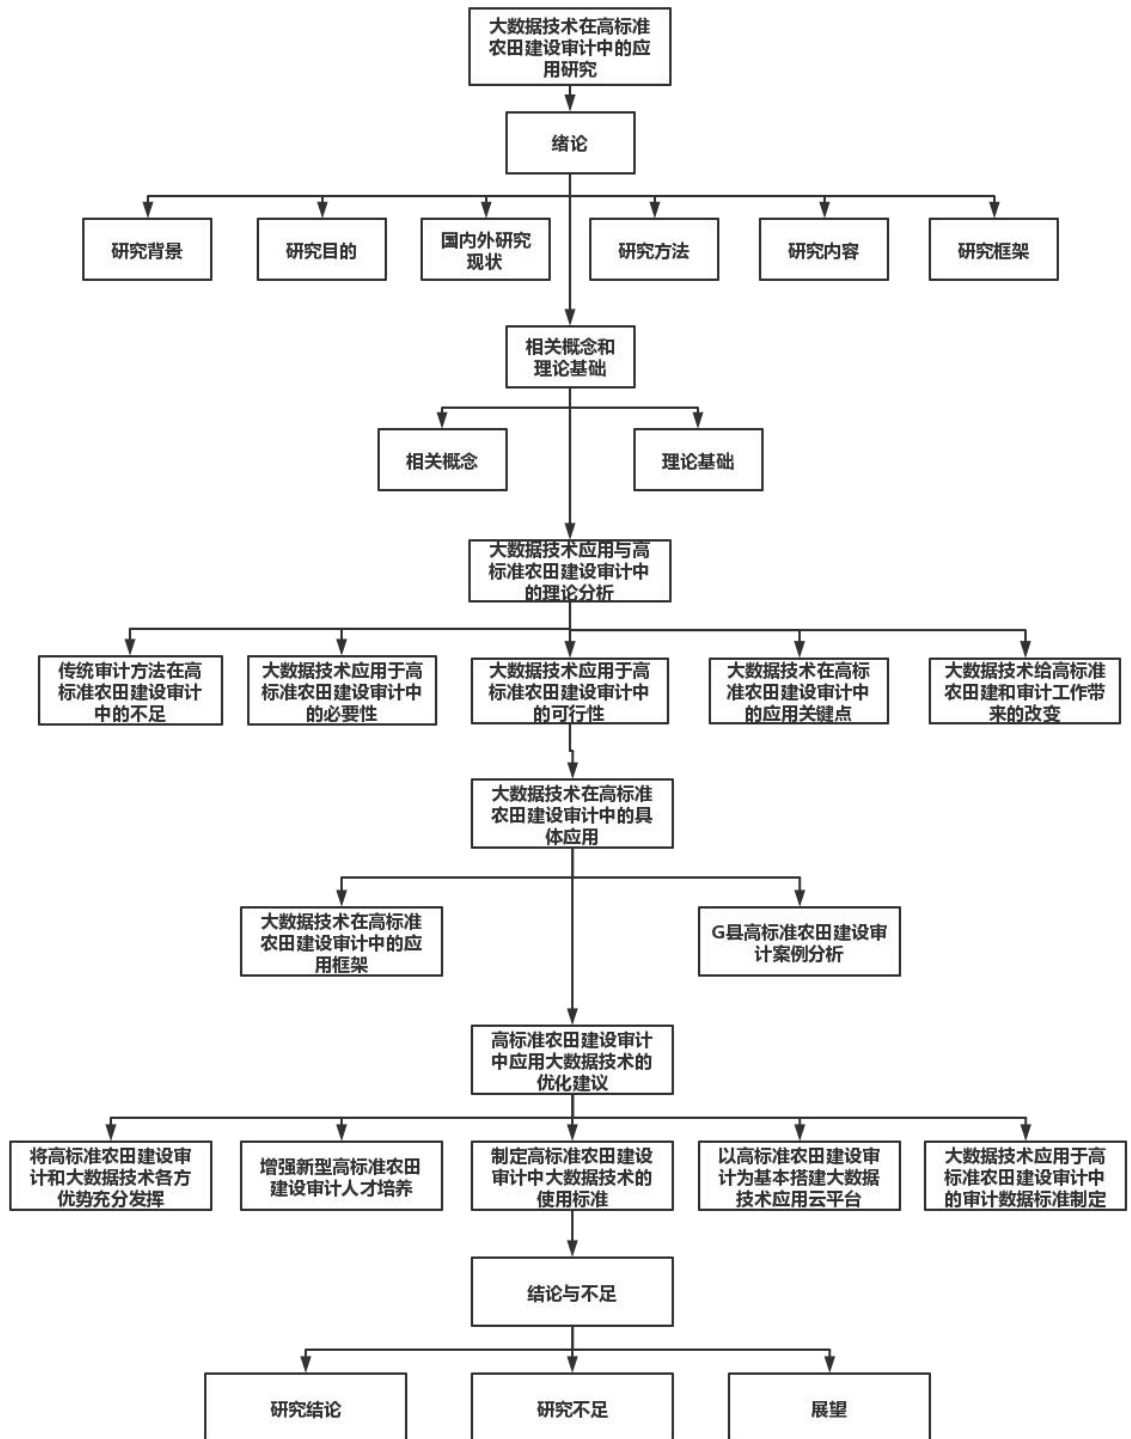 大数据技术在高标准
农田建设审计中的应
用研究
绪论
研究背景
研究目的
国内外研究
现状
研究方法
研究内容
研究框架
相关概念和
理论基础
相关概念
理论基础
大数据技术应用与高
标准农田建设审计中
的理论分析
传统审计方法在高
标准农田建设审计
中的不足
大数据技术应用于高
标准农田建设审计中
的必要性
大数据技术应用于高
标准农田建设审计中
的可行性
大数据技术在高标
准农田建设审计中
的应用关键点
大数据技术给高标准
农田建和审计工作带
来的改变
大数据技术在高标准
农田建设审计中的具
体应用
大数据技术在高标准
农田建设审计中的应
用框架
G县高标准农田建设审
计案例分析
高标准农田建设审计
中应用大数据技术的
优化建议
将高标准农田建设审
计和大数据技术各方
优势充分发挥
增强新型高标准农田
建设审计人才培养
制定高标准农田建设
审计中大数据技术的
使用标准
以高标准农田建设审
计为基本搭建大数据
技术应用云平台
大数据技术应用于高
标准农田建设审计中
的审计数据标准制定
结论与不足
研究结论
研究不足
展望